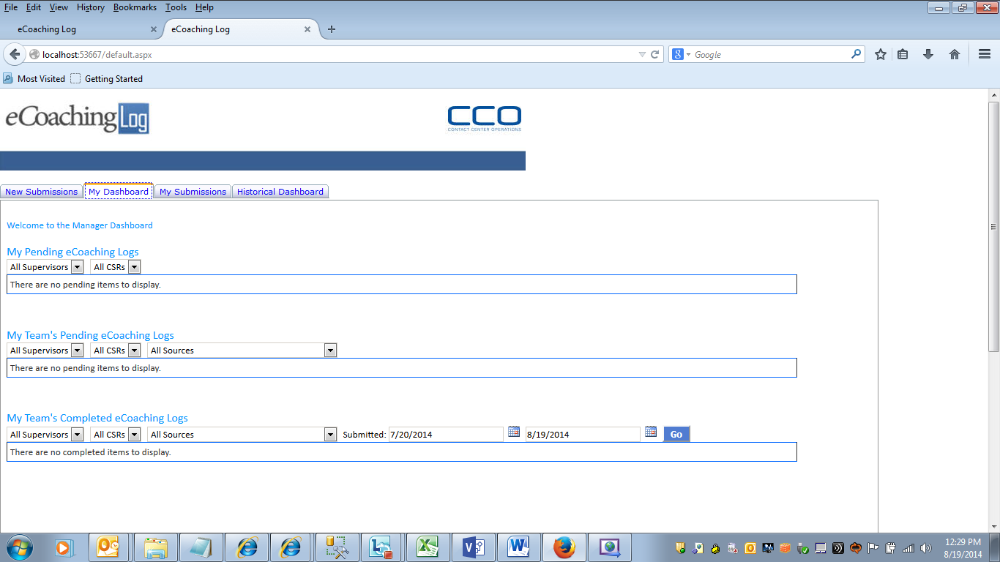 File Edit View History Bookmarks Tools Help
eCoaching Log
eCoaching Log
localhost:53667/default.aspx
Google
Most Visited
Getting Started
eCoaching Log
CCO
CONTACT CENTER OPERATIONS
New Submissions My Dashboard My Submissions Historical Dashboard
Welcome to the Manager Dashboard
My Pending eCoaching Logs
All Supervisors All CSRs
There are no pending items to display.
My Team's Pending eCoaching Logs
All Supervisors All CSRs All Sources
There are no pending items to display.
My Team's Completed eCoaching Logs
All Supervisors All CSRs All Sources Submitted: 7/20/2014 8/19/2014 Go
There are no completed items to display.
12:29 PM
8/19/2014